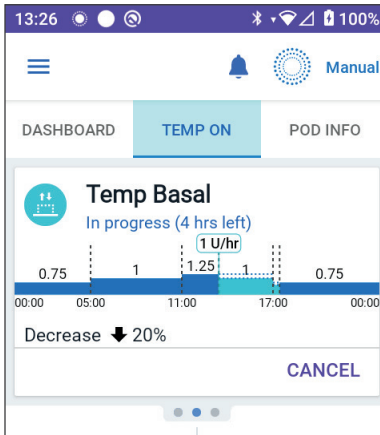 13:26 100%
Manual
DASHBOARD TEMP ON POD INFO
Temp Basal
In progress (4 hrs left)
1 U/hr
0.75 1 1.25 1 0.75
00:00 05:00 11:00 17:00 00:00
Decrease 20%
CANCEL